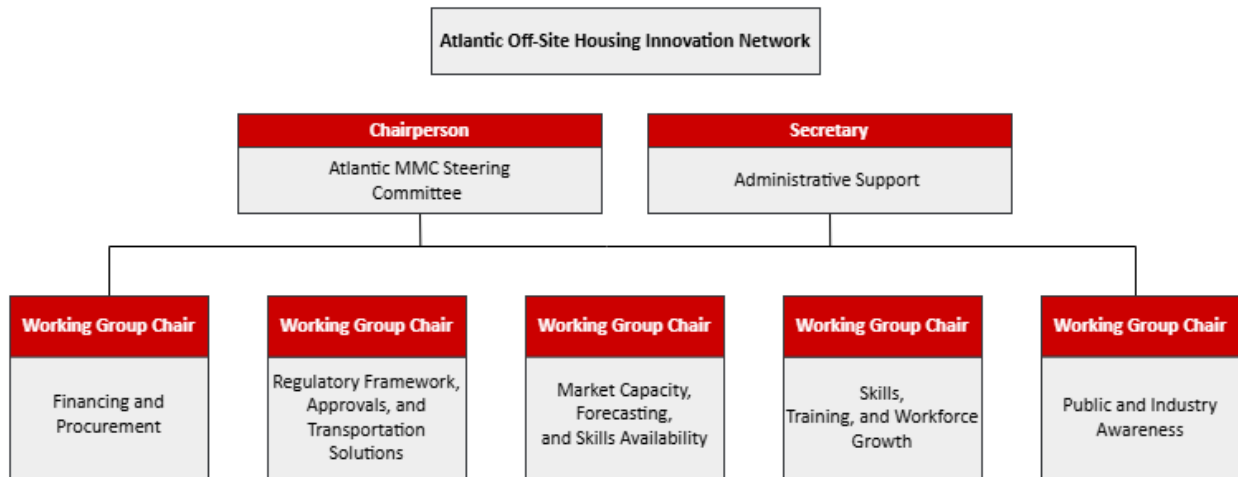 Atlantic Off-Site Housing Innovation Network
Chairperson
Atlantic MMC Steering
Committee
Secretary
Administrative Support
Working Group Chair
Financing and
Procurement
Working Group Chair
Regulatory Framework,
Approvals, and
Transportation
Solutions
Working Group Chair
Market Capacity,
Forecasting,
and Skills Availability
Working Group Chair
Skills,
Training, and Workforce
Growth
Working Group Chair
Public and Industry
Awareness